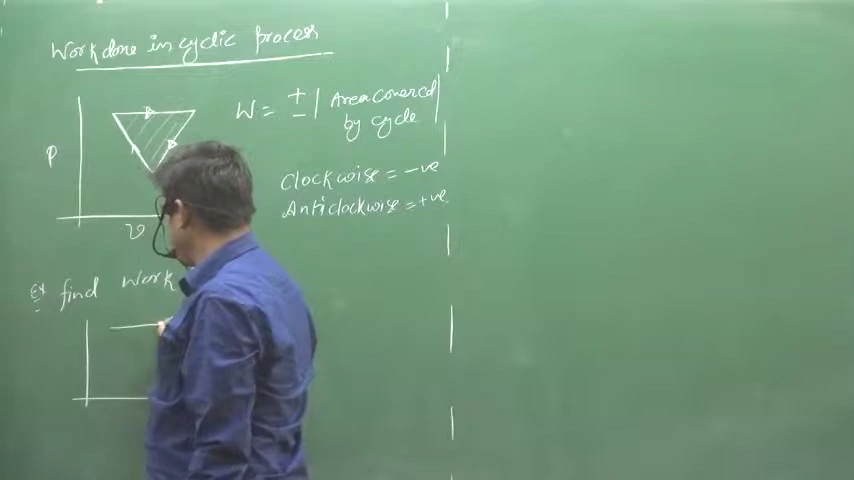 Work done in cyclic process
P
W = ± | Area covered by cycle |
Clockwise = -ve
Anticlockwise = +ve.
v
Ex find Work